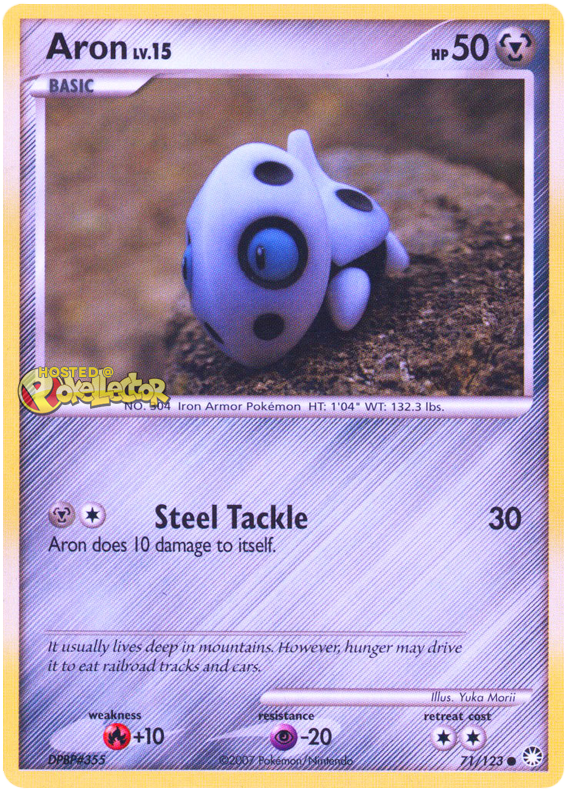 Aron LV.15
HP 50
BASIC
HOSTED @
Pokellector
NO. 304 Iron Armor Pokémon HT: 1'04" WT: 132.3 lbs.
Steel Tackle 30
Aron does 10 damage to itself.
It usually lives deep in mountains. However, hunger may drive
it to eat railroad tracks and cars.
Illus. Yuka Morii
weakness resistance retreat cost
+10 -20
DPBP#355 ©2007 Pokémon/Nintendo 71/123